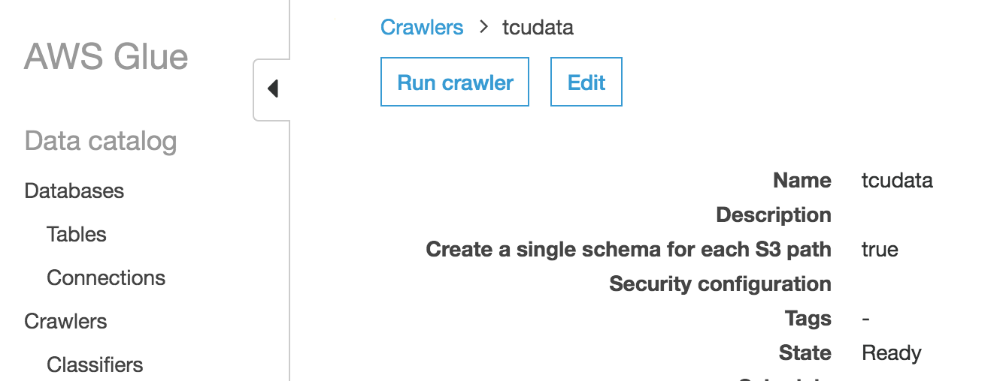 AWS Glue
Data catalog
Databases
Tables
Connections
Crawlers
Classifiers
Crawlers > tcudata
Run crawler Edit
Name tcudata
Description
Create a single schema for each S3 path true
Security configuration
Tags -
State Ready